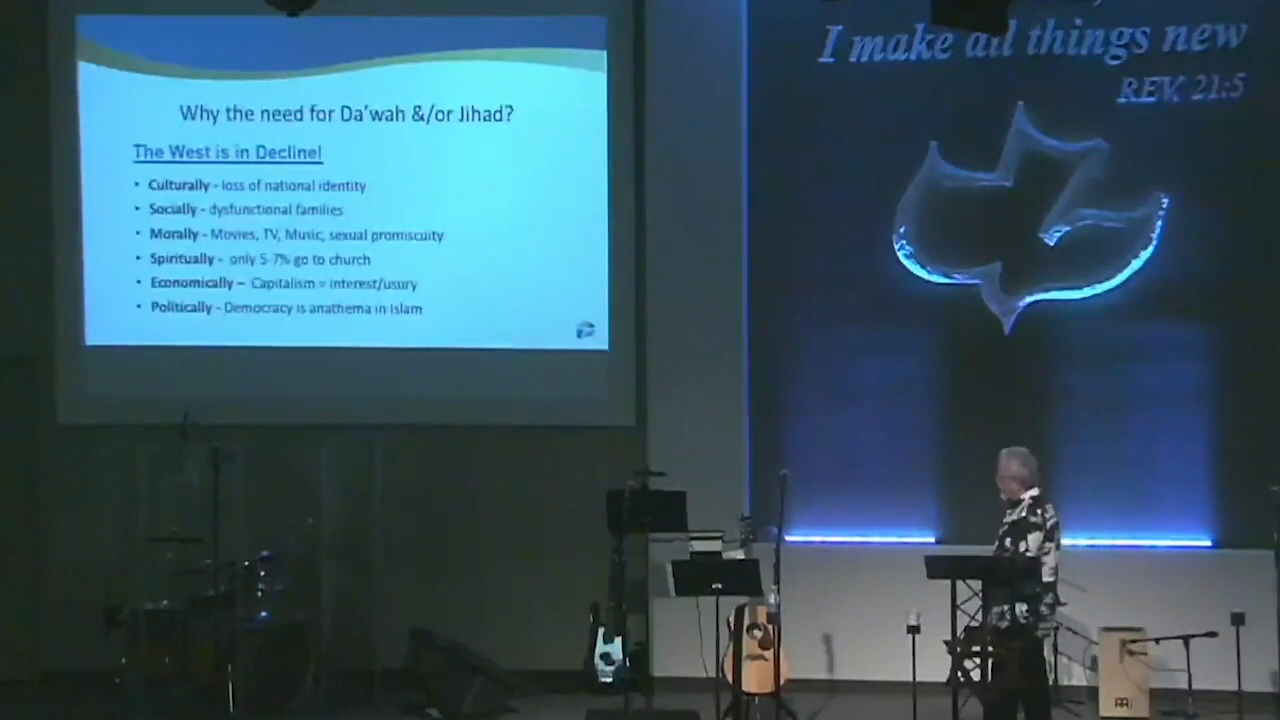 Why the need for Da'wah &/or Jihad?
The West is in Decline!
• Culturally - loss of national identity
• Socially - dysfunctional families
• Morally - Movies, TV, Music, sexual promiscuity
• Spiritually - only 5-7% go to church
• Economically – Capitalism = interest/usury
• Politically - Democracy is anathema in Islam
I make all things new
REV. 21:5
MEINL